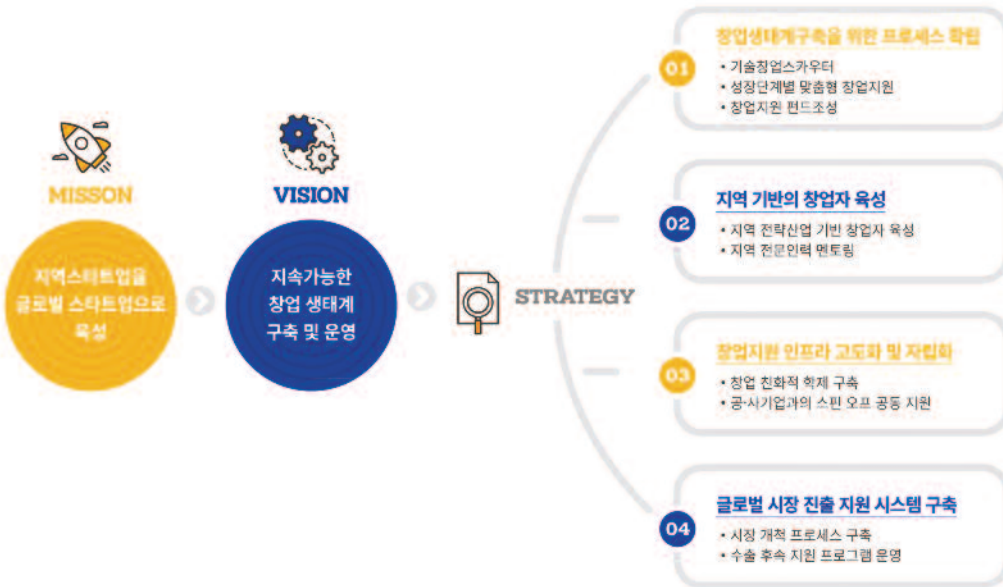 MISSON
지역스타트업을
글로벌 스타트업으로
육성
VISION
지속가능한
창업 생태계
구축 및 운영
STRATEGY
01
창업생태계구축을 위한 프로세스 확립
• 기술창업스카우터
• 성장단계별 맞춤형 창업지원
• 창업지원 펀드조성
02
지역 기반의 창업자 육성
• 지역 전략산업 기반 창업자 육성
• 지역 전문인력 멘토링
03
창업지원 인프라 고도화 및 자립화
• 창업 친화적 학제 구축
• 공·사기업과의 스핀 오프 공동 지원
04
글로벌 시장 진출 지원 시스템 구축
• 시장 개척 프로세스 구축
• 수출 후속 지원 프로그램 운영